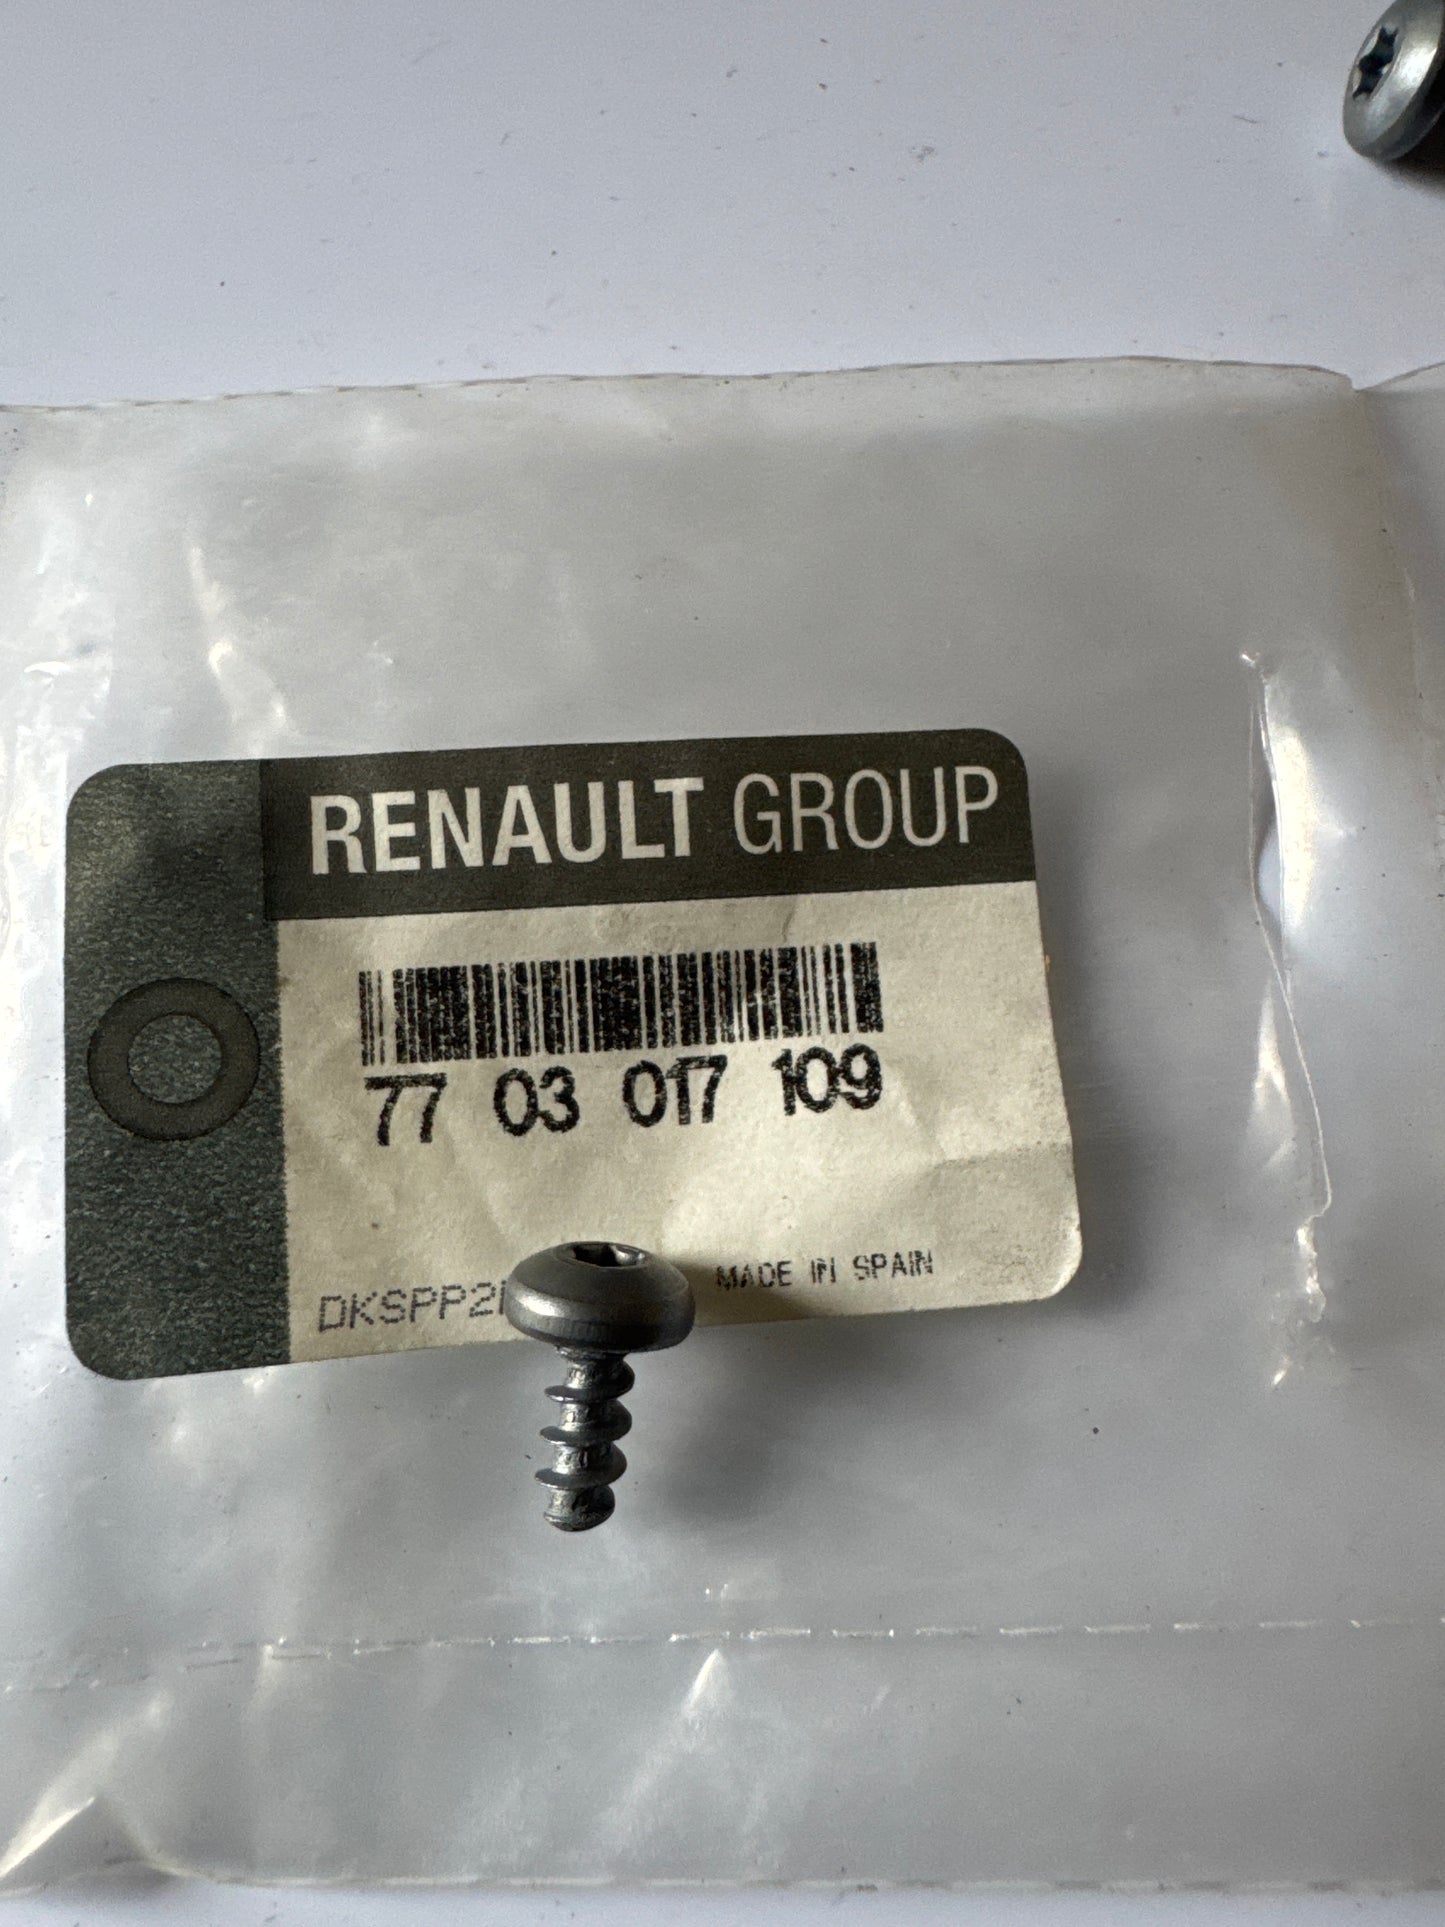 RENAULT GROUP
77 03 017 109
MADE IN SPAIN